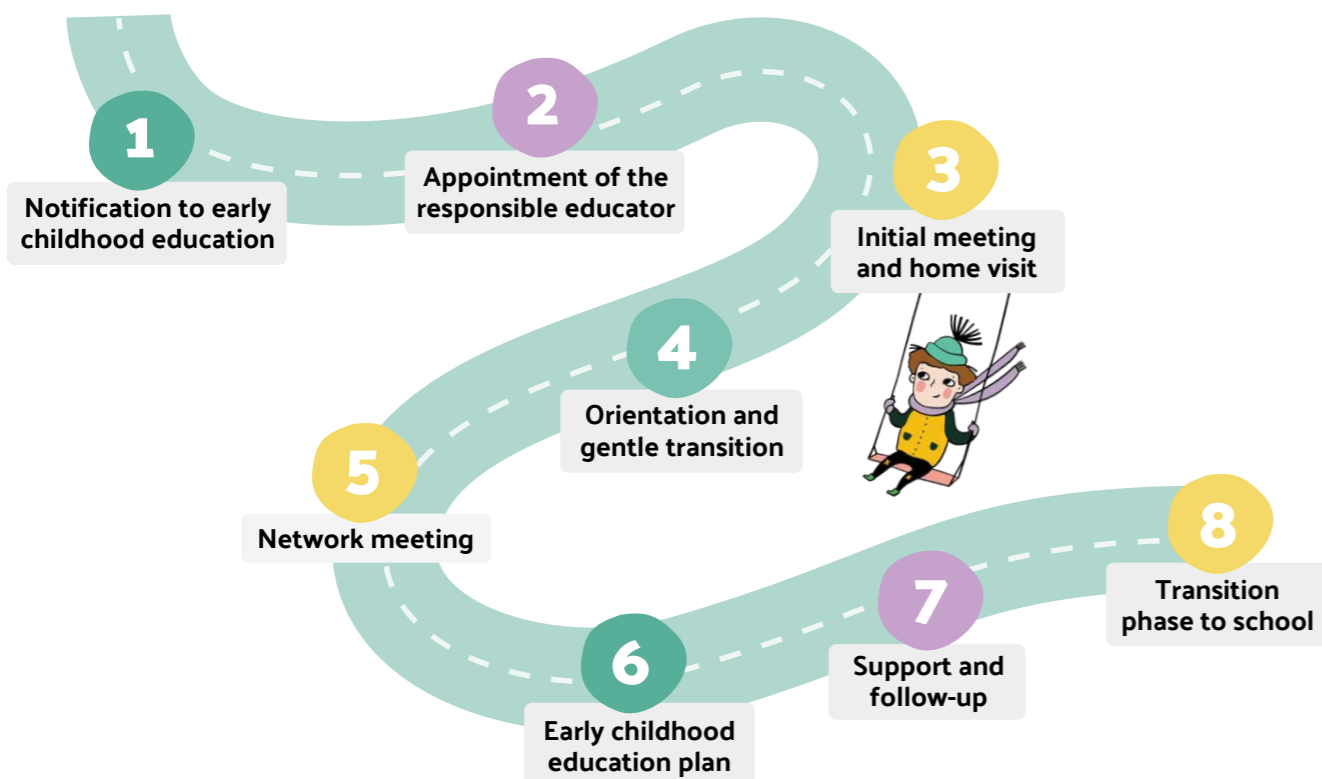 1
Notification to early
childhood education
2
Appointment of the
responsible educator
3
Initial meeting
and home visit
4
Orientation and
gentle transition
5
Network meeting
6
Early childhood
education plan
7
Support and
follow-up
8
Transition
phase to school